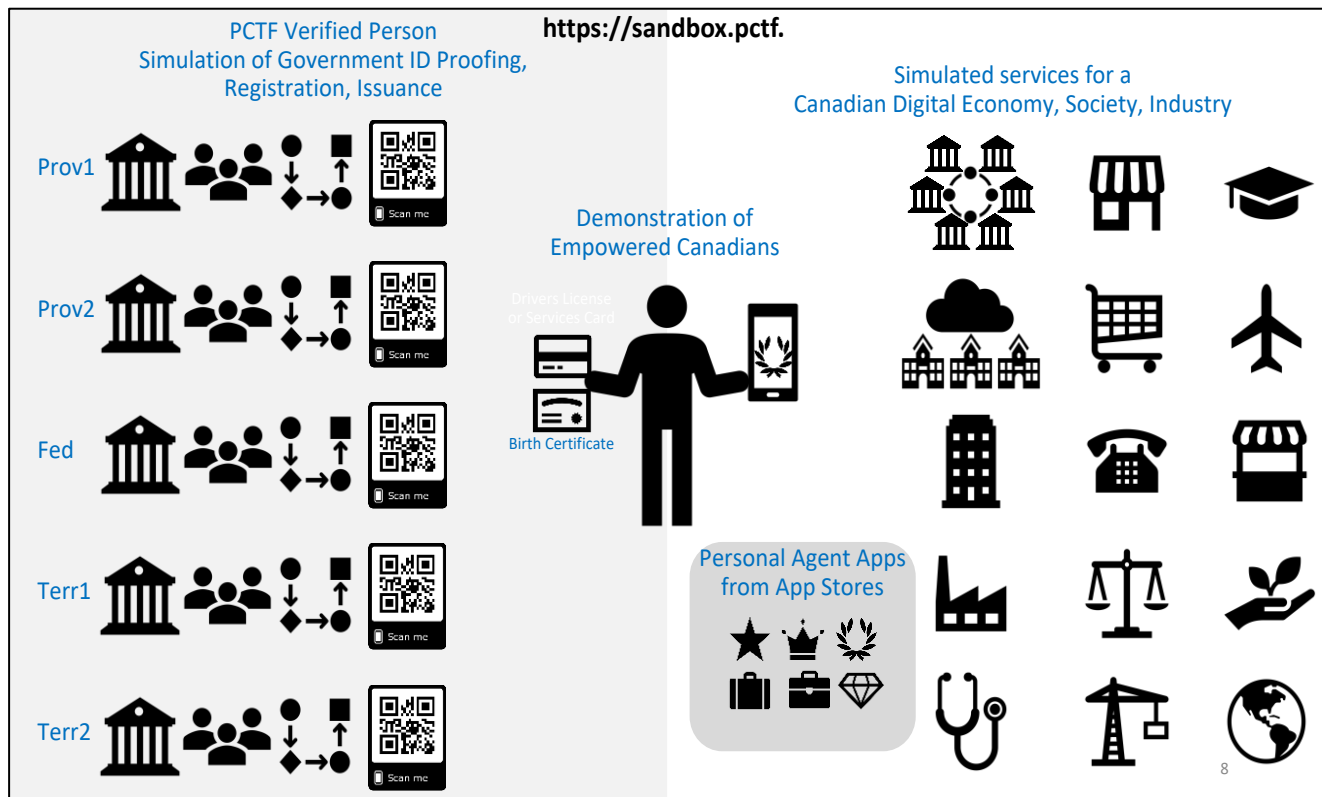 https://sandbox.pctf.
PCTF Verified Person
Simulation of Government ID Proofing,
Registration, Issuance
Prov1
Scan me
Prov2
Scan me
Fed
Scan me
Terr1
Scan me
Terr2
Scan me
Demonstration of
Empowered Canadians
Drivers License
or Services Card
Birth Certificate
Personal Agent Apps
from App Stores
Simulated services for a
Canadian Digital Economy, Society, Industry
8